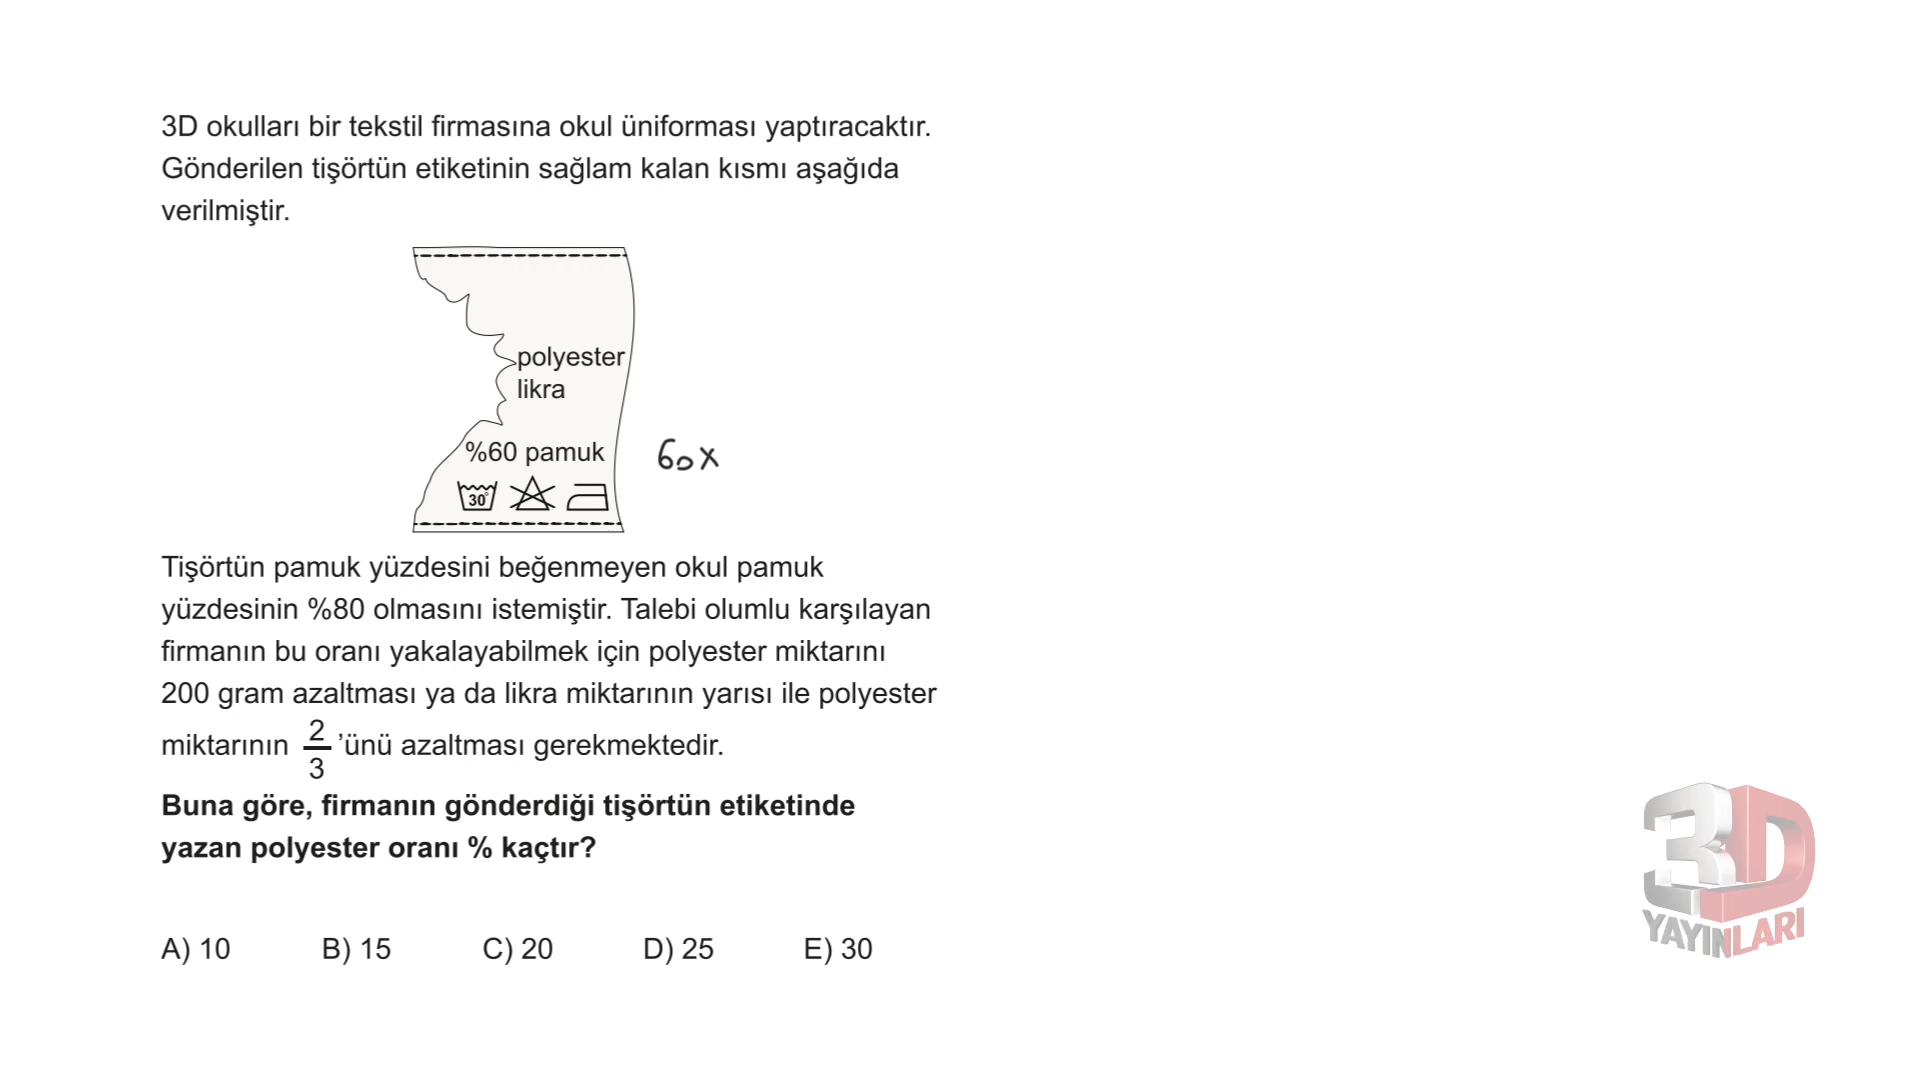 3D okulları bir tekstil firmasına okul üniforması yaptıracaktır.
Gönderilen tişörtün etiketinin sağlam kalan kısmı aşağıda
verilmiştir.
polyester
likra
%60 pamuk
60x
30°
Tişörtün pamuk yüzdesini beğenmeyen okul pamuk
yüzdesinin %80 olmasını istemiştir. Talebi olumlu karşılayan
firmanın bu oranı yakalayabilmek için polyester miktarını
200 gram azaltması ya da likra miktarının yarısı ile polyester
miktarının 2/3 ’ünü azaltması gerekmektedir.
Buna göre, firmanın gönderdiği tişörtün etiketinde
yazan polyester oranı % kaçtır?
A) 10 B) 15 C) 20 D) 25 E) 30
3D
YAYINLARI